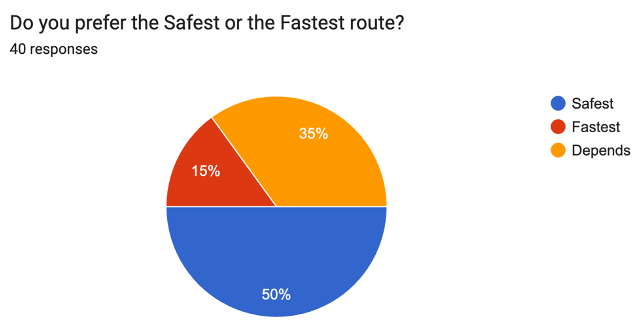 Do you prefer the Safest or the Fastest route?
40 responses
Safest
Fastest
Depends
35%
15%
50%